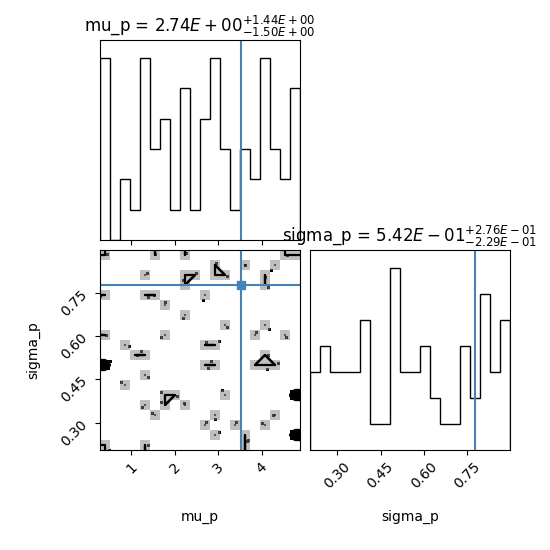 mu_p = 2.74E + 00+1.44E + 00 −1.50E + 00
sigma_p = 5.42E − 01+2.76E − 01 −2.29E − 01
sigma_p
0.75
0.60
0.45
0.30
1 2 3 4
mu_p
0.30 0.45 0.60 0.75
sigma_p